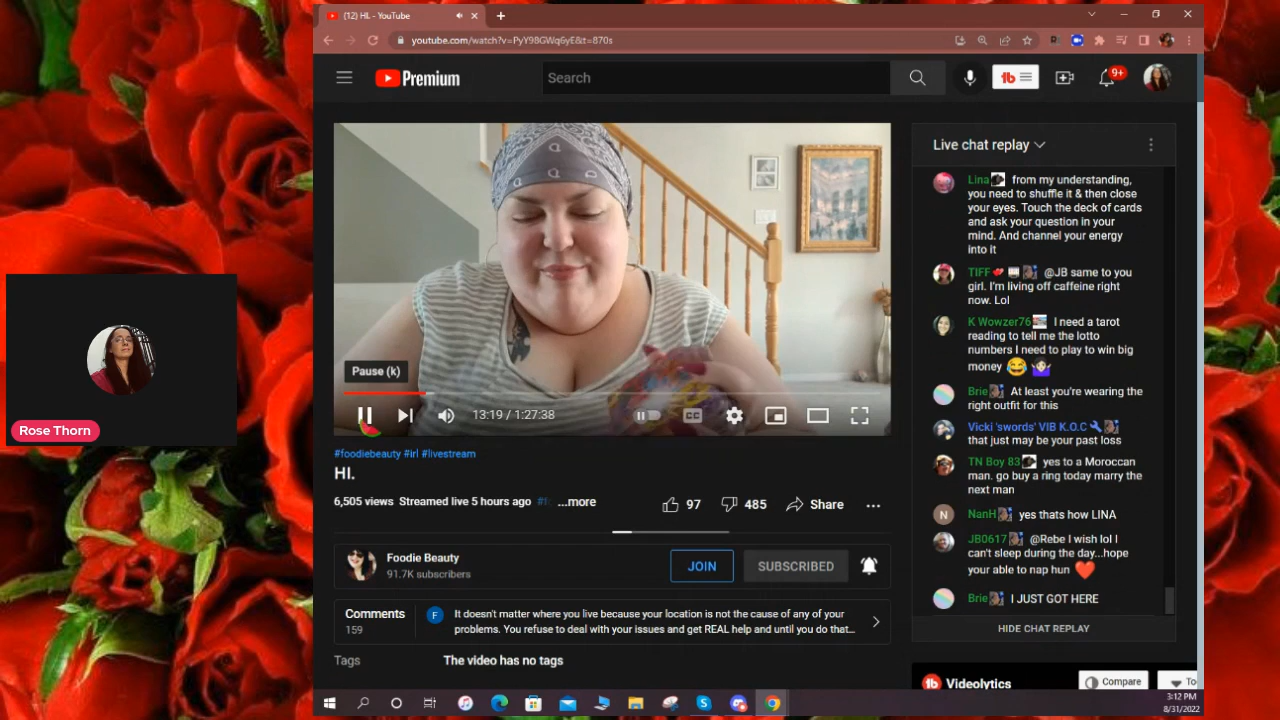 (12) HI. - YouTube
youtube.com/watch?v=PyY9BGWq6yE&t=870s
Premium
Search
9+
Pause (k)
13:19 / 1:27:38
CC
#foodiebeauty #irl #livestream
HI.
6,505 views Streamed live 5 hours ago ...more
97
485
Share
Foodie Beauty
91.7K subscribers
JOIN
SUBSCRIBED
Comments
159
F
It doesn't matter where you live because your location is not the cause of any of your
problems. You refuse to deal with your issues and get REAL help and until you do that...
Tags
The video has no tags
Live chat replay
Lina from my understanding,
you need to shuffle it & then close
your eyes. Touch the deck of cards
and ask your question in your
mind. And channel your energy
into it
TIFF @JB same to you
girl. I'm living off caffeine right
now. Lol
K Wowzer76 I need a tarot
reading to tell me the lotto
numbers I need to play to win big
money
Brie At least you're wearing the
right outfit for this
Vicki 'swords' VIB K.O.C
that just may be your past loss
TN Boy 83 yes to a Moroccan
man. go buy a ring today marry the
next man
N
NanH yes thats how LINA
JB0617 @Rebe I wish lol I
can't sleep during the day...hope
your able to nap hun
Brie I JUST GOT HERE
HIDE CHAT REPLAY
tb Videolytics
Compare
To
Rose Thorn
3:12 PM
8/31/2022